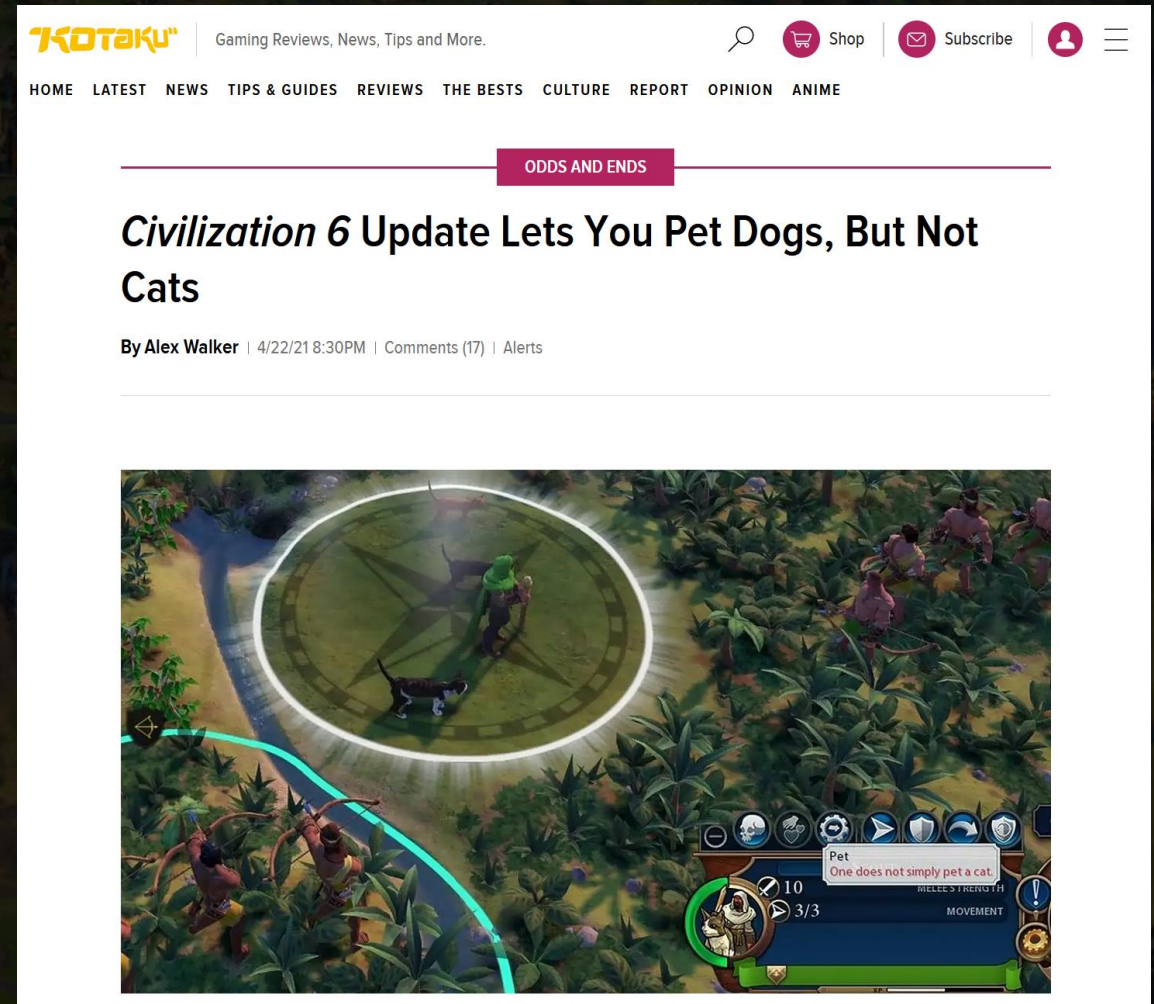 KOTAKU
Gaming Reviews, News, Tips and More.
Shop
Subscribe
HOME LATEST NEWS TIPS & GUIDES REVIEWS THE BESTS CULTURE REPORT OPINION ANIME
ODDS AND ENDS
Civilization 6 Update Lets You Pet Dogs, But Not
Cats
By Alex Walker | 4/22/21 8:30PM | Comments (17) | Alerts
Pet
One does not simply pet a cat.
10 MELEE STRENGTH
3/3 MOVEMENT
XP